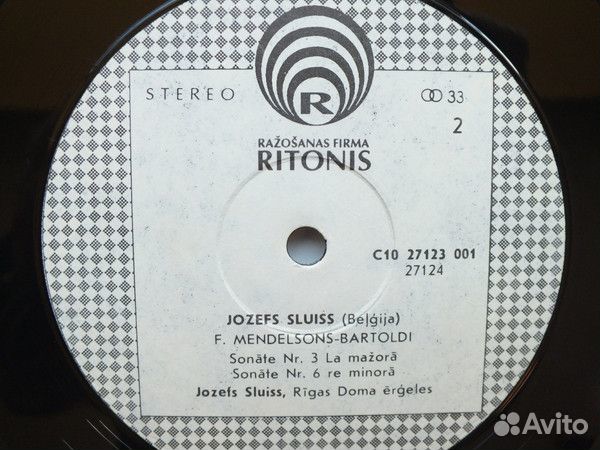 R
STEREO
33
2
RAŽOŠANAS FIRMA
RITONIS
C10 27123 001
27124
JOZEFS SLUISS (Beļģija)
F. MENDELSONS-BARTOLDI
Sonāte Nr. 3 La mažorā
Sonāte Nr. 6 re minorā
Jozefs Sluiss, Rīgas Doma ērģeles
Avito